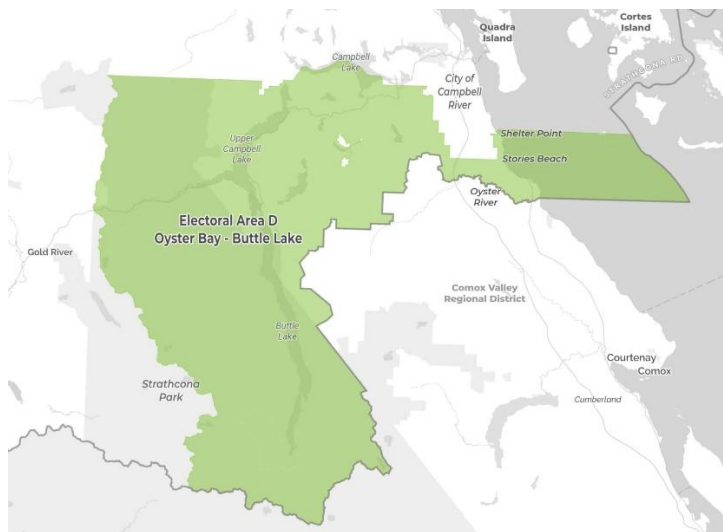 Quadra
Island
Cortes
Island
STRATHCONA RD
Campbell
Lake
City of
Campbell
River
Shelter Point
Upper
Campbell
Lake
Stories Beach
Oyster
River
Electoral Area D
Oyster Bay - Buttle Lake
Gold River
Comox Valley
Regional District
Buttle
Lake
Courtenay
Comox
Strathcona
Park
Cumberland